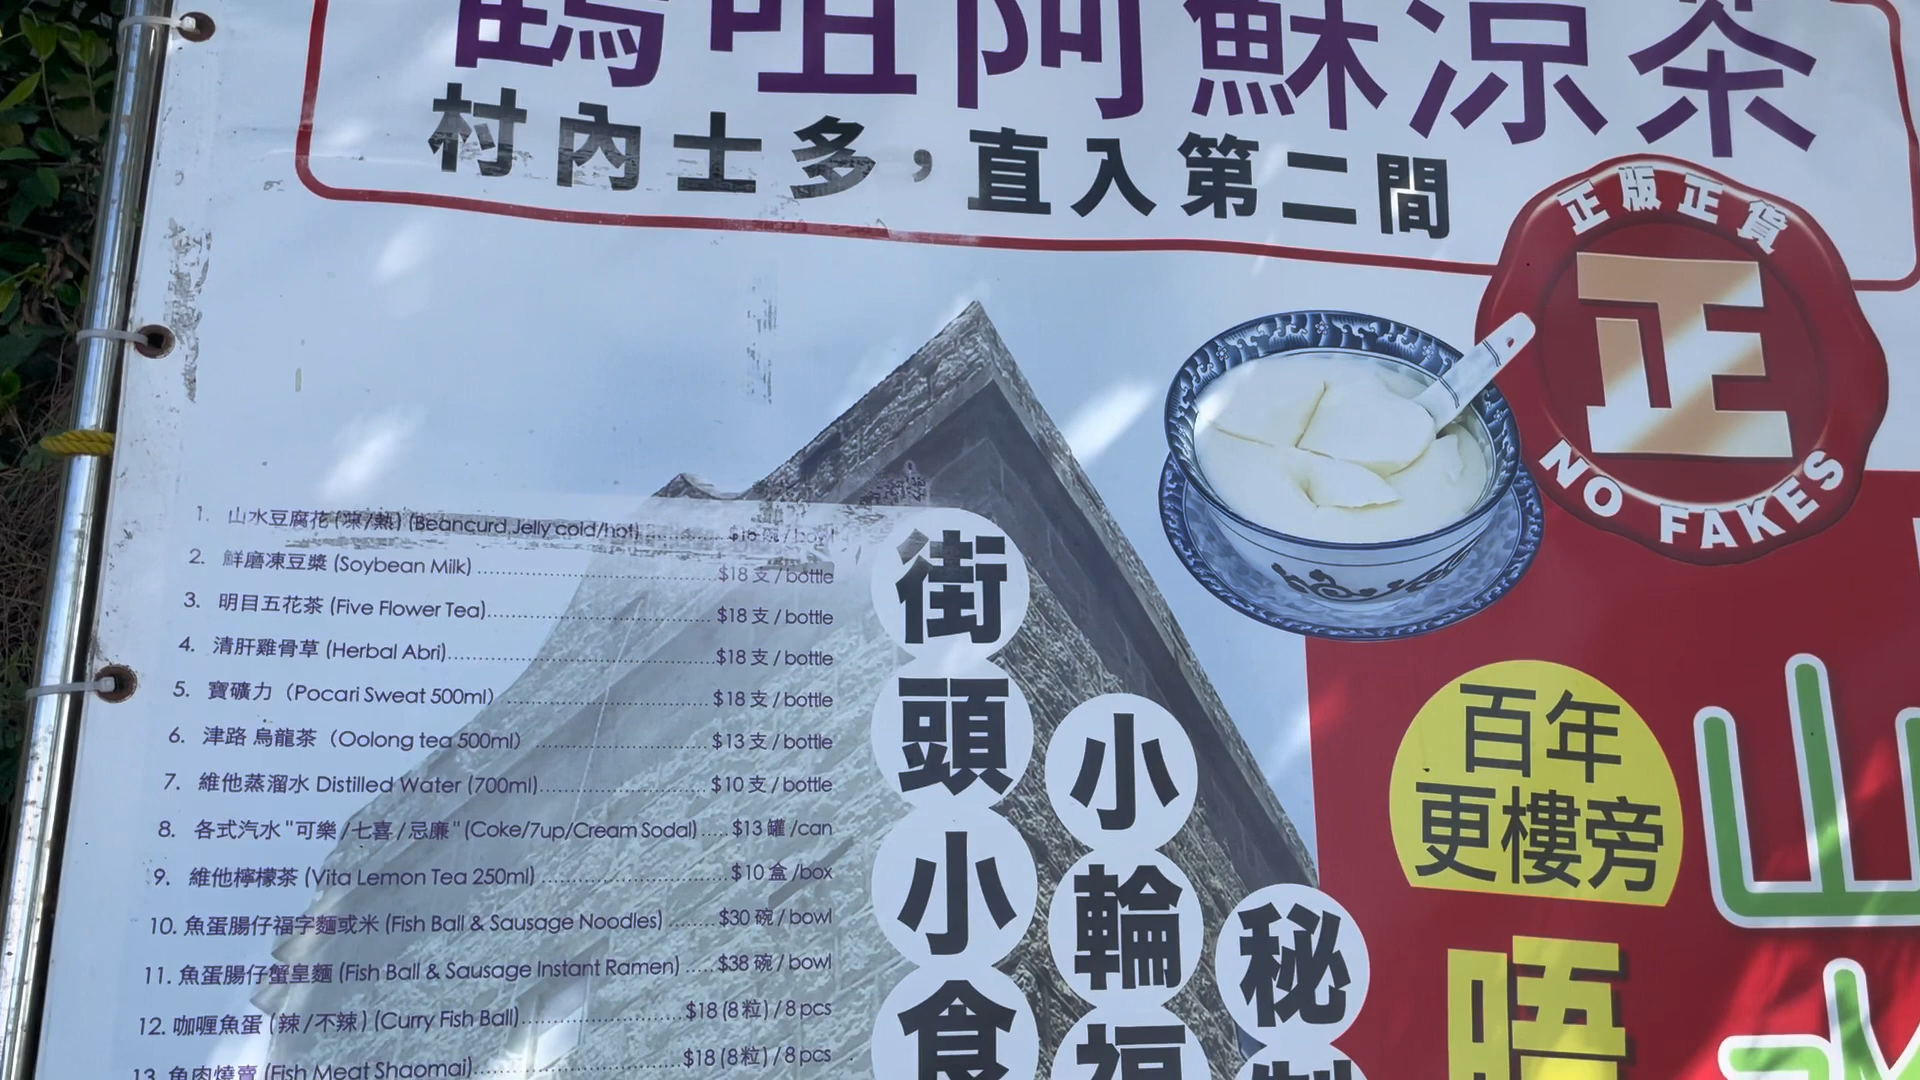 鶴咀阿蘇涼茶
村內士多，直入第二間
正版正貨
正
NO FAKES
1. 山水豆腐花 (凍/熱) (Beancurd Jelly cold/hot) 碗/bowl
2. 鮮磨凍豆漿 (Soybean Milk) $18 支 / bottle
3. 明目五花茶 (Five Flower Tea) $18 支 / bottle
4. 清肝雞骨草 (Herbal Abri) $18 支 / bottle
5. 寶礦力 (Pocari Sweat 500ml) $18 支 / bottle
6. 津路 烏龍茶 (Oolong tea 500ml) $13 支 / bottle
7. 維他蒸溜水 Distilled Water (700ml) $10 支 / bottle
8. 各式汽水 "可樂 /七喜 / 忌廉" (Coke/7up/Cream Sodal) $13 罐 /can
9. 維他檸檬茶 (Vita Lemon Tea 250ml) $10 盒 /box
10. 魚蛋腸仔福字麵或米 (Fish Ball & Sausage Noodles) $30 碗 / bowl
11. 魚蛋腸仔蟹皇麵 (Fish Ball & Sausage Instant Ramen) $38 碗 / bowl
12. 咖喱魚蛋 (辣 /不辣) (Curry Fish Ball) $18 (8粒) / 8 pcs
13. 魚肉燒賣 (Fish Meat Shaomai) $18 (8粒) / 8 pcs
街頭小食
小輪福
秘製
百年
更樓旁
山水
唔